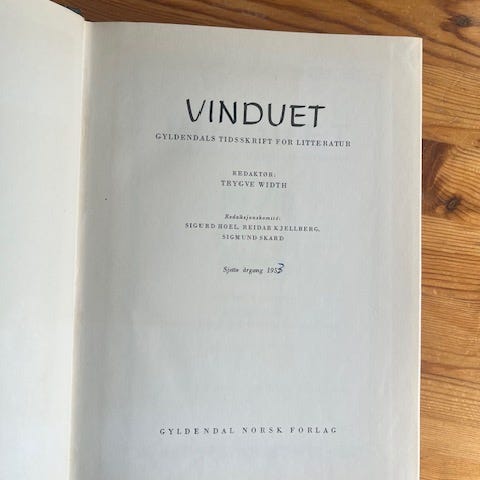 VINDUET
GYLDENDALS TIDSSKRIFT FOR LITTERATUR
REDAKTØR:
TRYGVE WIDTH
Redaksjonskomité:
SIGURD HOEL, REIDAR KJELLBERG,
SIGMUND SKARD
Sjette årgang 1953
GYLDENDAL NORSK FORLAG